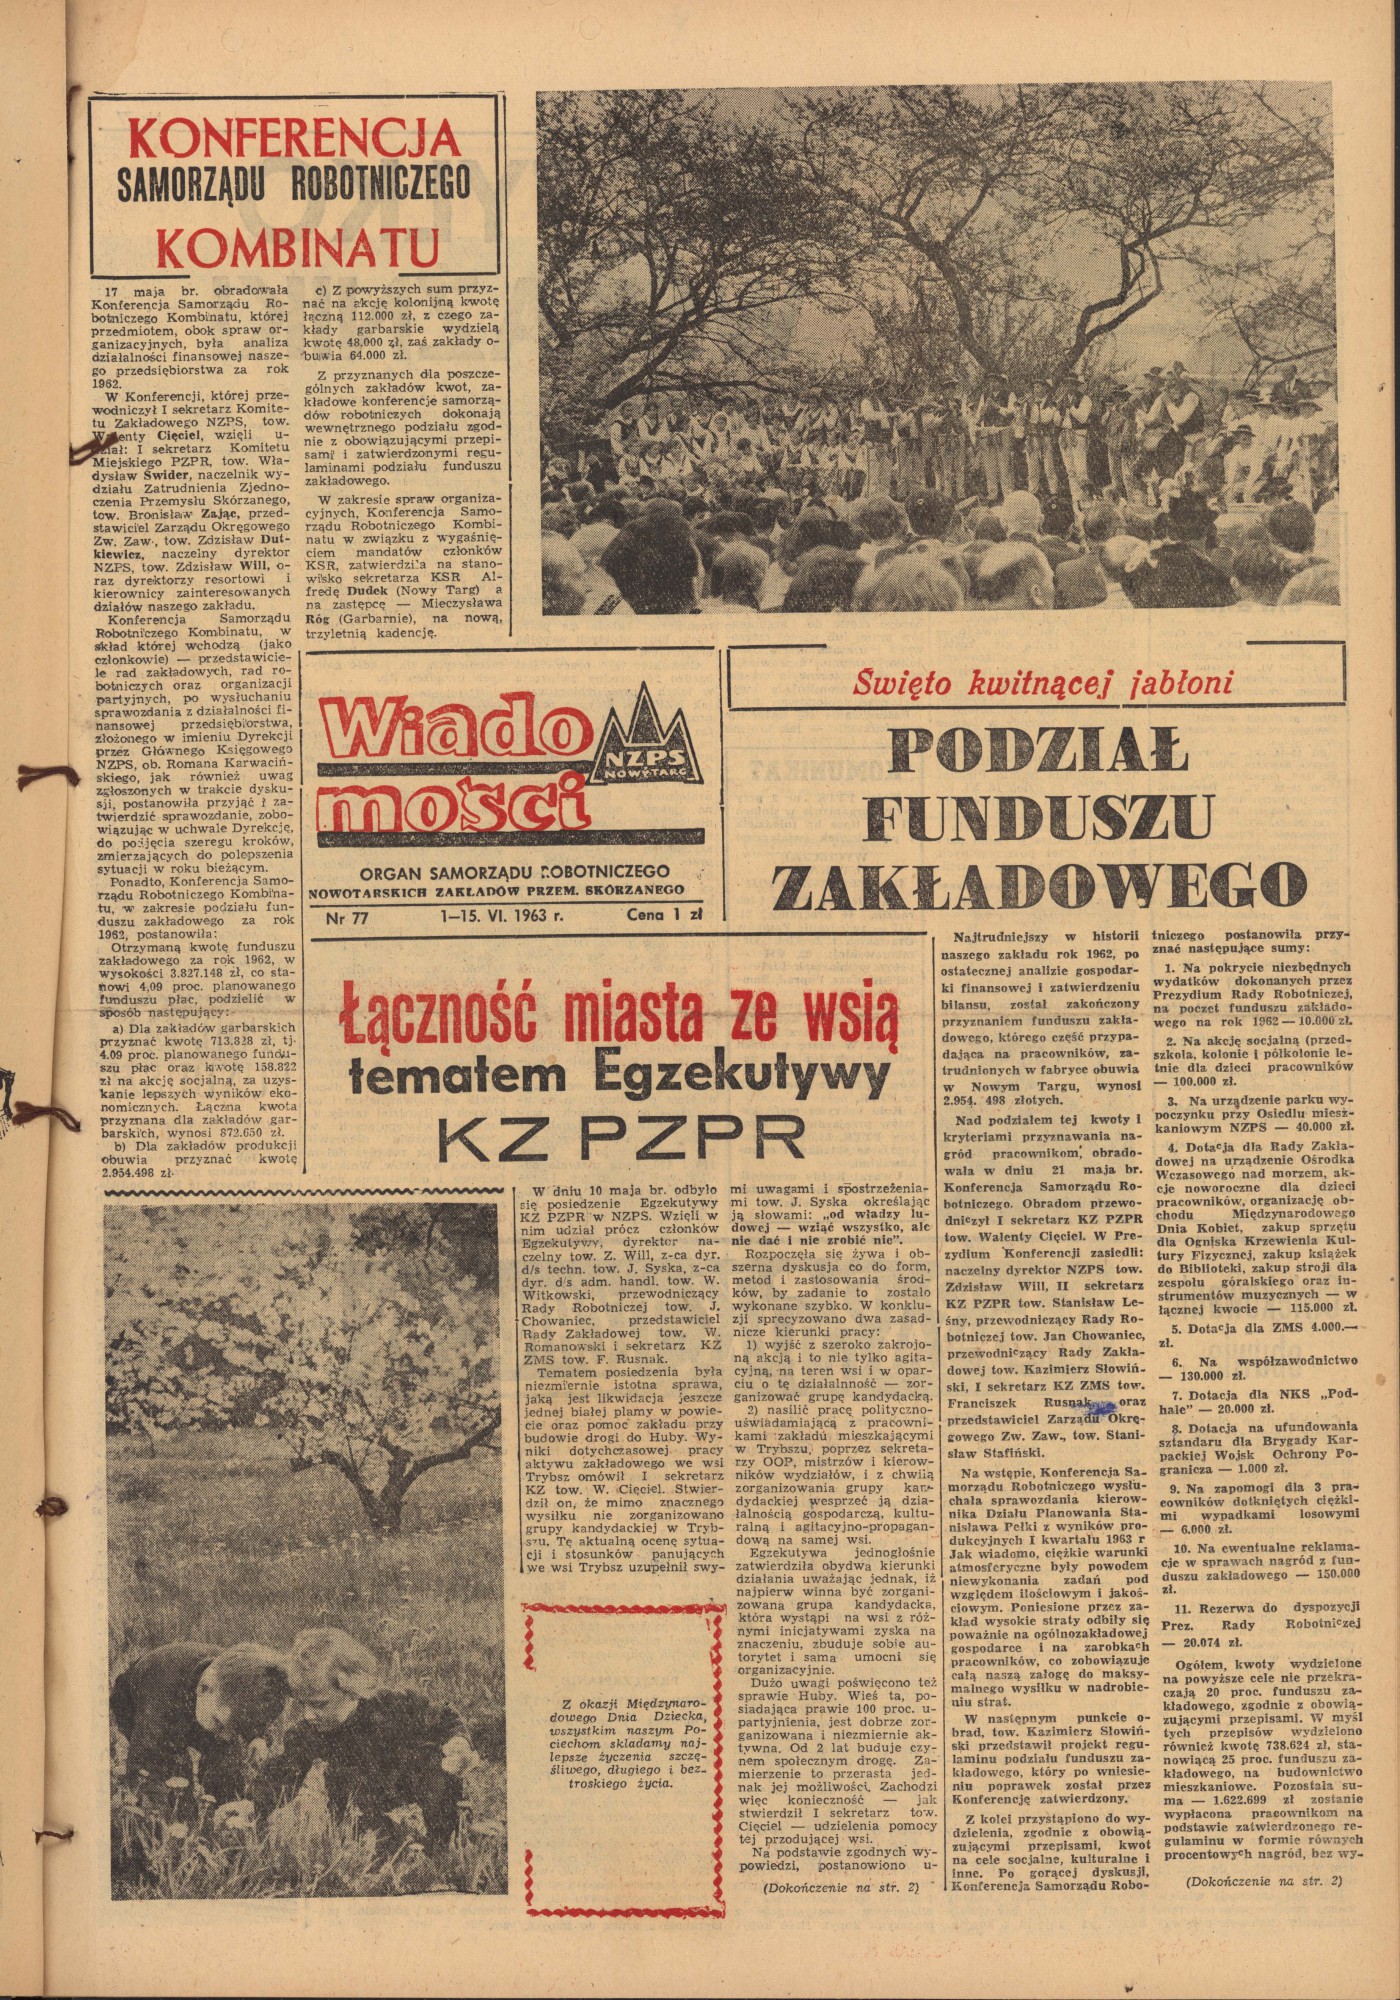 KONFERENCJA
SAMORZĄDU ROBOTNICZEGO
KOMBINATU
17 maja br. obradowała
Konferencja Samorządu Ro-
botniczego Kombinatu, której
przedmiotem, obok spraw or-
ganizacyjnych, była analiza
działalności finansowej nasze-
go przedsiębiorstwa za rok
1962.
W Konferencji, której prze-
wodniczył I sekretarz Komite-
tu Zakładowego NZPS, tow.
Walenty Cięciel, wzięli u-
dział: I sekretarz Komitetu
Miejskiego PZPR, tow. Wła-
dysław Świder, naczelnik wy-
działu Zatrudnienia Zjedno-
czenia Przemysłu Skórzanego,
tow. Bronisław Zając, przed-
stawiciel Zarządu Okręgowego
Zw. Zaw., tow. Zdzisław Dut-
kiewicz, naczelny dyrektor
NZPS, tow. Zdzisław Will, o-
raz dyrektorzy resortowi i
kierownicy zainteresowanych
działów naszego zakładu.
Konferencja Samorządu
Robotniczego Kombinatu, w
skład której wchodzą (jako
członkowie) — przedstawicie-
le rad zakładowych, rad ro-
botniczych oraz organizacji
partyjnych, po wysłuchaniu
sprawozdania z działalności fi-
nansowej przedsiębiorstwa,
złożonego w imieniu Dyrekcji
przez Głównego Księgowego
NZPS, ob. Romana Karwaciń-
skiego, jak również uwag
zgłoszonych w trakcie dysku-
sji, postanowiła przyjąć i za-
twierdzić sprawozdanie, zobo-
wiązując w uchwale Dyrekcję,
do podjęcia szeregu kroków,
zmierzających do polepszenia
sytuacji w roku bieżącym.
Ponadto, Konferencja Samo-
rządu Robotniczego Kombina-
tu, w zakresie podziału fun-
duszu zakładowego za rok
1962, postanowiła:
Otrzymaną kwotę funduszu
zakładowego za rok 1962, w
wysokości 3.827.148 zł, co sta-
nowi 4,09 proc. planowanego
funduszu płac, podzielić w
sposób następujący:
a) Dla zakładów garbarskich
przyznać kwotę 713.828 zł, tj.
4.09 proc. planowanego fundu-
szu płac oraz kwotę 158.822
zł na akcję socjalną, za uzys-
kanie lepszych wyników eko-
nomicznych. Łączna kwota
przyznana dla zakładów gar-
barskich, wynosi 872.650 zł.
b) Dla zakładów produkcji
obuwia przyznać kwotę
2.954.498 zł.
c) Z powyższych sum przyz-
nać na akcję kolonijną kwotę
łączną 112.000 zł, z czego za-
kłady garbarskie wydzielą
kwotę 48.000 zł, zaś zakłady o-
buwia 64.000 zł.
Z przyznanych dla poszcze-
gólnych zakładów kwot, za-
kładowe konferencje samorzą-
dów robotniczych dokonają
wewnętrznego podziału zgod-
nie z obowiązującymi przepi-
sami i zatwierdzonymi regu-
laminami podziału funduszu
zakładowego.
W zakresie spraw organiza-
cyjnych, Konferencja Samo-
rządu Robotniczego Kombi-
natu w związku z wygaśnię-
ciem mandatów członków
KSR, zatwierdziła na stano-
wisko sekretarza KSR Al-
fredę Dudek (Nowy Targ) a
na zastępcę — Mieczysława
Róg (Garbarnie), na nową,
trzyletnią kadencję.
Święto kwitnącej jabłoni
Wiado
mości
NZPS
NOWY TARG
ORGAN SAMORZĄDU ROBOTNICZEGO
NOWOTARSKICH ZAKŁADÓW PRZEM. SKÓRZANEGO
Nr 77 1—15. VI. 1963 r. Cena 1 zł
PODZIAŁ
FUNDUSZU
ZAKŁADOWEGO
Łączność miasta ze wsią
tematem Egzekutywy
KZ PZPR
W dniu 10 maja br. odbyło
się posiedzenie Egzekutywy
KZ PZPR w NZPS. Wzięli w
nim udział prócz członków
Egzekutywy, dyrektor na-
czelny tow. Z. Will, z-ca dyr.
d/s techn. tow. J. Syska, z-ca
dyr. d/s adm. handl. tow. W.
Witkowski, przewodniczący
Rady Robotniczej tow. J.
Chowaniec, przedstawiciel
Rady Zakładowej tow. W.
Romanowski i sekretarz KZ
ZMS tow. F. Rusnak.
Tematem posiedzenia była
niezmiernie istotna sprawa,
jaką jest likwidacja jeszcze
jednej białej plamy w powie-
cie oraz pomoc zakładu przy
budowie drogi do Huby. Wy-
niki dotychczasowej pracy
aktywu zakładowego we wsi
Trybsz omówił I sekretarz
KZ tow. W. Cięciel. Stwier-
dził on, że mimo znacznego
wysiłku nie zorganizowano
grupy kandydackiej w Tryb-
szu. Tę aktualną ocenę sytua-
cji i stosunków panujących
we wsi Trybsz uzupełnił swy-
mi uwagami i spostrzeżenia-
mi tow. J. Syska określając
ją słowami: „od władzy lu-
dowej — wziąć wszystko, ale
nie dać i nie zrobić nic”.
Rozpoczęła się żywa i ob-
szerna dyskusja co do form,
metod i zastosowania środ-
ków, by zadanie to zostało
wykonane szybko. W konklu-
zji sprecyzowano dwa zasad-
nicze kierunki pracy:
1) wyjść z szeroko zakrojo-
ną akcją i to nie tylko agita-
cyjną, na teren wsi i w opar-
ciu o tę działalnność — zor-
ganizować grupę kandydacką.
2) nasilić pracę polityczno-
uświadamiającą z pracowni-
kami zakładu mieszkającymi
w Trybszu, poprzez sekreta-
rzy OOP, mistrzów i kierow-
ników wydziałów, i z chwilą
zorganizowania grupy kan-
dydackiej wesprzeć ją dzia-
łalnością gospodarczą, kultu-
ralną i agitacyjno-propagan-
dową na samej wsi.
Egzekutywa jednogłośnie
zatwierdziła obydwa kierunki
działania uważając jednak, iż
najpierw winna być zorgani-
zowana grupa kandydacka,
która wystąpi na wsi z róż-
nymi inicjatywami zyska na
znaczeniu, zbuduje sobie au-
torytet i sama umocni się
organizacyjnie.
Dużo uwagi poświęcono też
sprawie Huby. Wieś ta, po-
siadająca prawie 100 proc. u-
partyjnienia, jest dobrze zor-
ganizowana i niezmiernie ak-
tywna. Od 2 lat buduje czy-
nem społecznym drogę. Za-
mierzenie to przerasta jed-
nak jej możliwości. Zachodzi
więc konieczność — jak
stwierdził I sekretarz tow.
Cięciel — udzielenia pomocy
tej przodującej wsi.
Na podstawie zgodnych wy-
powiedzi, postanowiono u-
(Dokończenie na str. 2)
Z okazji Międzynaro-
dowego Dnia Dziecka,
wszystkim naszym Po-
ciechom składamy naj-
lepsze życzenia szczę-
śliwego, długiego i bez-
troskiego życia.
Najtrudniejszy w historii
naszego zakładu rok 1962, po
ostatecznej analizie gospodar-
ki finansowej i zatwierdzeniu
bilansu, został zakończony
przyznaniem funduszu zakła-
dowego, którego część przypa-
dająca na pracowników, za-
trudnionych w fabryce obuwia
w Nowym Targu, wynosi
2.954. 498 złotych.
Nad podziałem tej kwoty i
kryteriami przyznawania na-
gród pracownikom, obrado-
wała w dniu 21 maja br.
Konferencja Samorządu Ro-
botniczego. Obradom przewo-
dniczył I sekretarz KZ PZPR
tow. Walenty Cięciel. W Pre-
zydium Konferencji zasiedli:
naczelny dyrektor NZPS tow.
Zdzisław Will, II sekretarz
KZ PZPR tow. Stanisław Le-
śny, przewodniczący Rady Ro-
botniczej tow. Jan Chowaniec,
przewodniczący Rady Zakła-
dowej tow. Kazimierz Słowiń-
ski, I sekretarz KZ ZMS tow.
Franciszek Rusnak oraz
przedstawiciel Zarządu Okrę-
gowego Zw. Zaw., tow. Stani-
sław Stafiński.
Na wstępie, Konferencja Sa-
morządu Robotniczego wysłu-
chała sprawozdania kierow-
nika Działu Planowania Sta-
nisława Pełki z wyników pro-
dukcyjnych I kwartału 1963 r
Jak wiadomo, ciężkie warunki
atmosferyczne były powodem
niewykonania zadań pod
względem ilościowym i jakoś-
ciowym. Poniesione przez za-
kład wysokie straty odbiły się
poważnie na ogólnozakładowej
gospodarce i na zarobkach
pracowników, co zobowiązuje
całą naszą załogę do maksy-
malnego wysiłku w nadrobie-
niu strat.
W następnym punkcie o-
brad, tow. Kazimierz Słowiń-
ski przedstawił projekt regu-
laminu podziału funduszu za-
kładowego, który po wniesie-
niu poprawek został przez
Konferencję zatwierdzony.
Z kolei przystąpiono do wy-
dzielenia, zgodnie z obowią-
zującymi przepisami, kwot
na cele socjalne, kulturalne i
inne. Po gorącej dyskusji,
Konferencja Samorządu Robo-
tniczego postanowiła przy-
znać następujące sumy:
1. Na pokrycie niezbędnych
wydatków dokonanych przez
Prezydium Rady Robotniczej,
na poczet funduszu zakłado-
wego na rok 1962 — 10.000 zł.
2. Na akcję socjalną (przed-
szkola, kolonie i półkolonie le-
tnie dla dzieci pracowników
— 100.000 zł.
3. Na urządzenie parku wy-
poczynku przy Osiedlu miesz-
kaniowym NZPS — 40.000 zł.
4. Dotacja dla Rady Zakła-
dowej na urządzenie Ośrodka
Wczasowego nad morzem, ak-
cje noworoczne dla dzieci
pracowników, organizację ob-
chodu Międzynarodowego
Dnia Kobiet, zakup sprzętu
dla Ogniska Krzewienia Kul-
tury Fizycznej, zakup książek
do Biblioteki, zakup stroji dla
zespołu góralskiego oraz in-
strumentów muzycznych — w
łącznej kwocie — 115.000 zł.
5. Dotacja dla ZMS 4.000.—
zł.
6. Na współzawodnictwo
— 130.000 zł.
7. Dotacja dla NKS „Pod-
hale” — 20.000 zł.
8. Dotacja na ufundowania
sztandaru dla Brygady Kar-
packiej Wojsk Ochrony Po-
granicza — 1.000 zł.
9. Na zapomogi dla 3 pra-
cowników dotkniętych ciężki-
mi wypadkami losowymi
— 6.000 zł.
10. Na ewentualne reklama-
cje w sprawach nagród z fun-
duszu zakładowego — 150.000
zł.
11. Rezerwa do dyspozycji
Prez. Rady Robotniczej
— 20.074 zł.
Ogółem, kwoty wydzielone
na powyższe cele nie przekra-
czają 20 proc. funduszu za-
kładowego, zgodnie z obowią-
zującymi przepisami. W myśl
tych przepisów wydzielono
również kwotę 738.624 zł, sta-
nowiącą 25 proc. funduszu za-
kładowego, na budownictwo
mieszkaniowe. Pozostała su-
ma — 1.622.699 zł zostanie
wypłacona pracownikom na
podstawie zatwierdzonego re-
gulaminu w formie równych
procentowych nagród, bez wy-
(Dokończenie na str. 2)